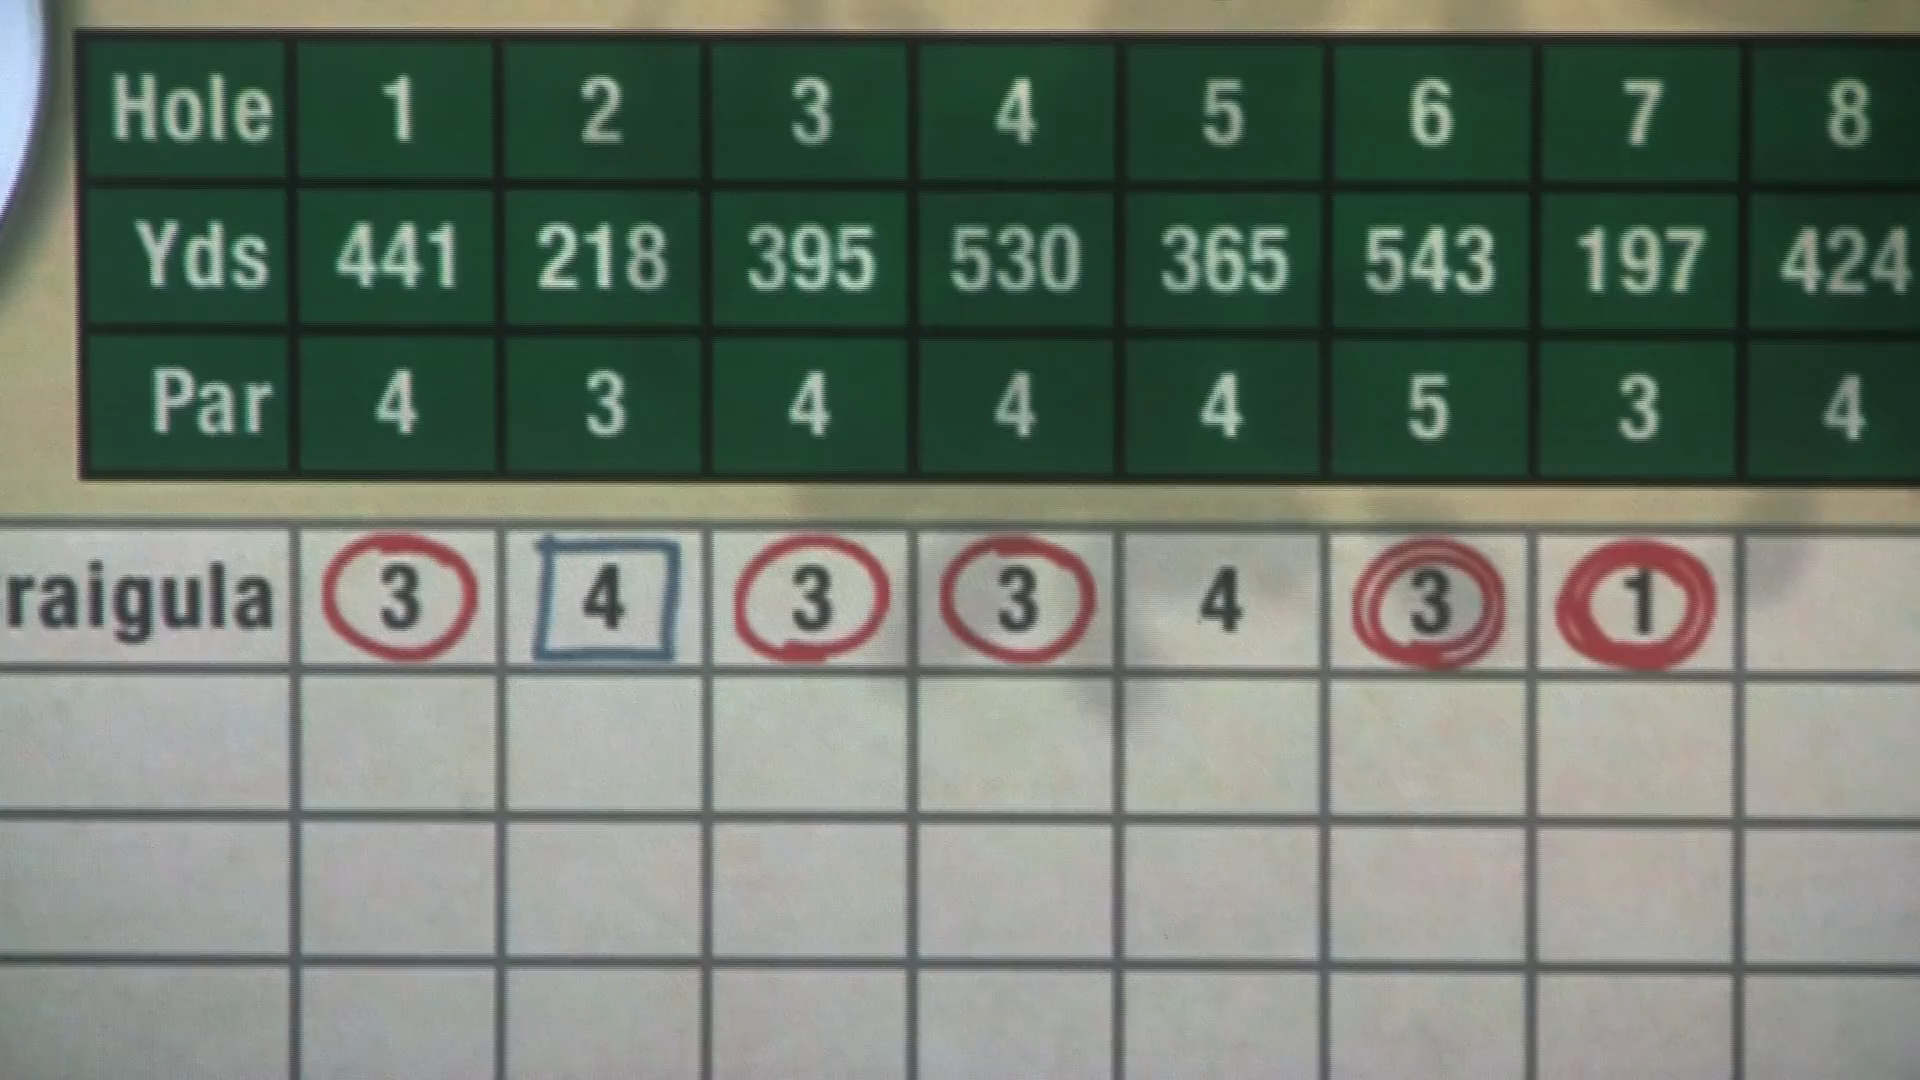 Hole 1 2 3 4 5 6 7 8
Yds 441 218 395 530 365 543 197 424
Par 4 3 4 4 4 5 3 4
raigula 3 4 3 3 4 3 1